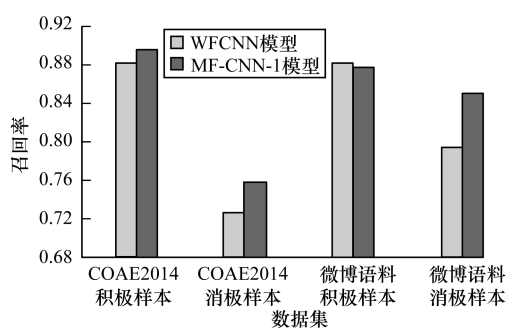 0.92
0.88
0.84
0.80
0.76
0.72
0.68
召回率
WFCNN模型
MF-CNN-1模型
COAE2014
积极样本
COAE2014
消极样本
微博语料
积极样本
微博语料
消极样本
数据集